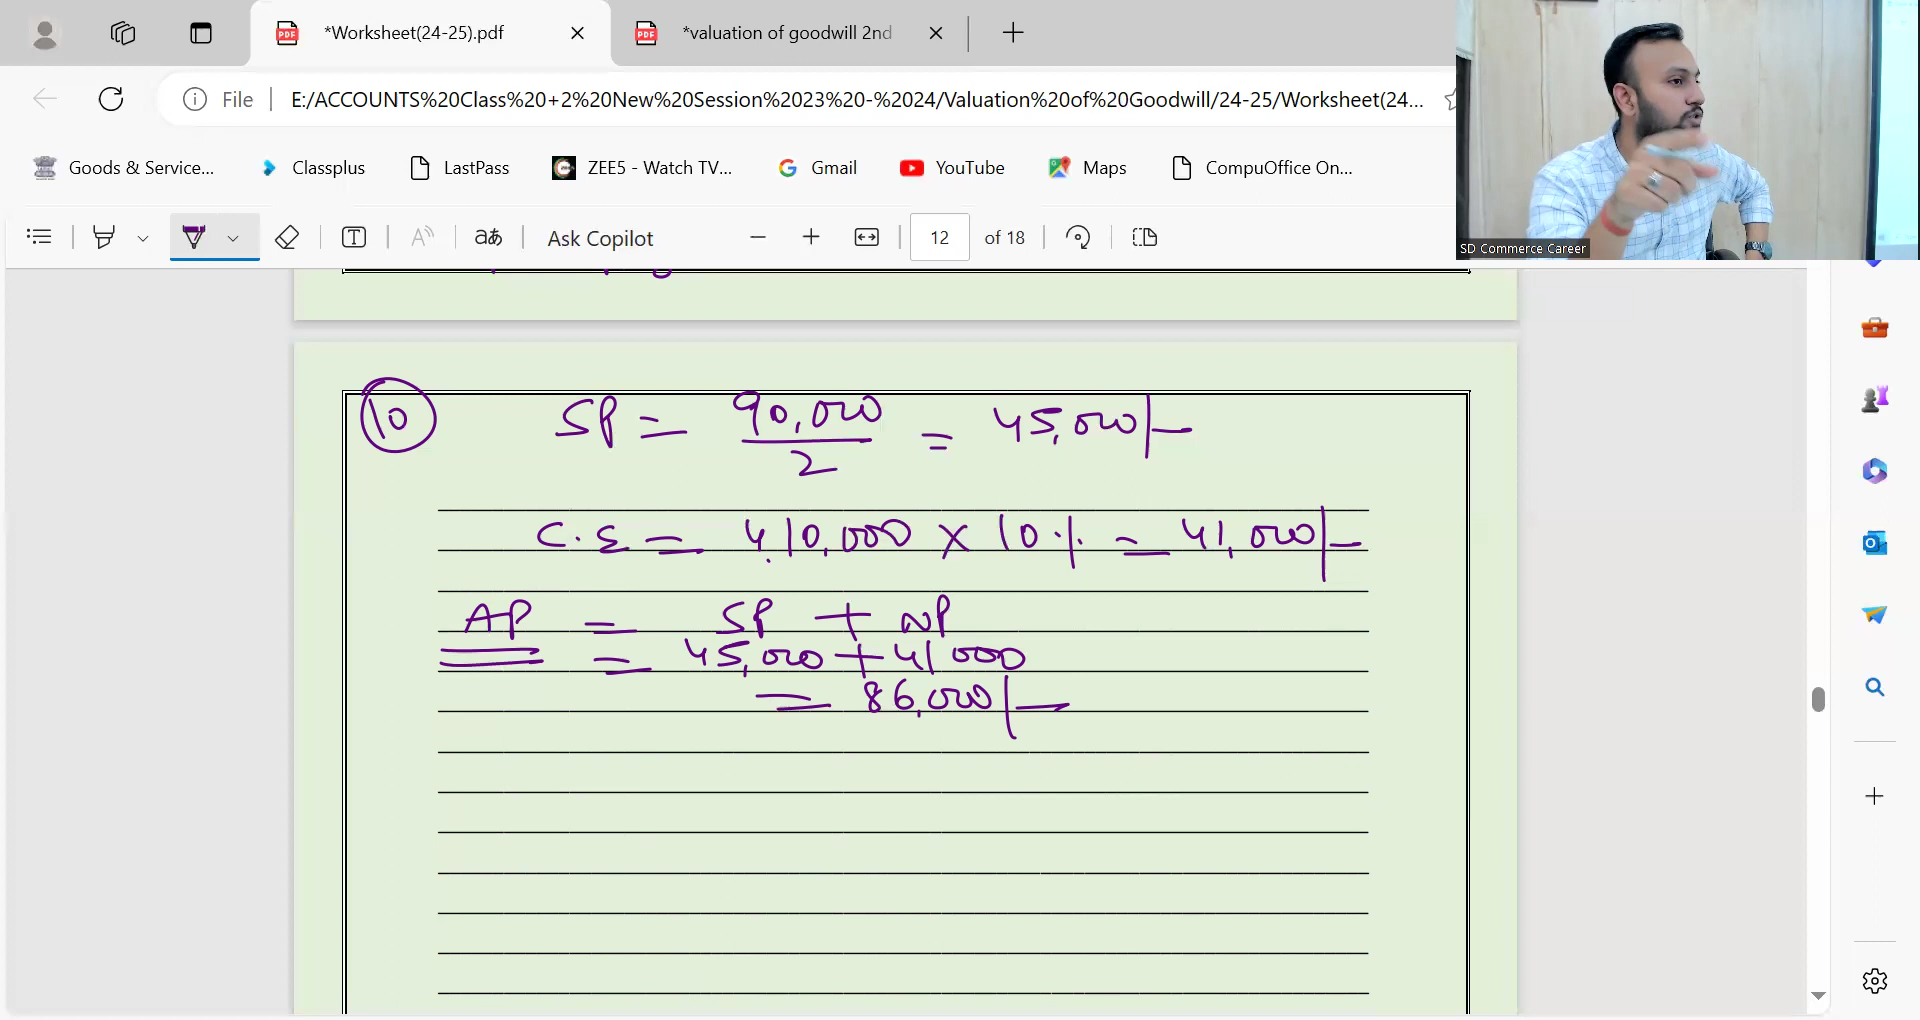 *Worksheet(24-25).pdf
*valuation of goodwill 2nd
File
E:/ACCOUNTS%20Class%20+2%20New%20Session%202023%20-%2024/Valuation%20of%20Goodwill/24-25/Worksheet(24...
Goods & Service...
Classplus
LastPass
ZEE5 - Watch TV...
Gmail
YouTube
Maps
CompuOffice On...
Ask Copilot
12 of 18
SD Commerce Career
10
SP = 90,000 / 2 = 45,000/-
C.E = 410,000 X 10% = 41,000/-
AP = SP + NP
= 45,000 + 41000
= 86,000/-